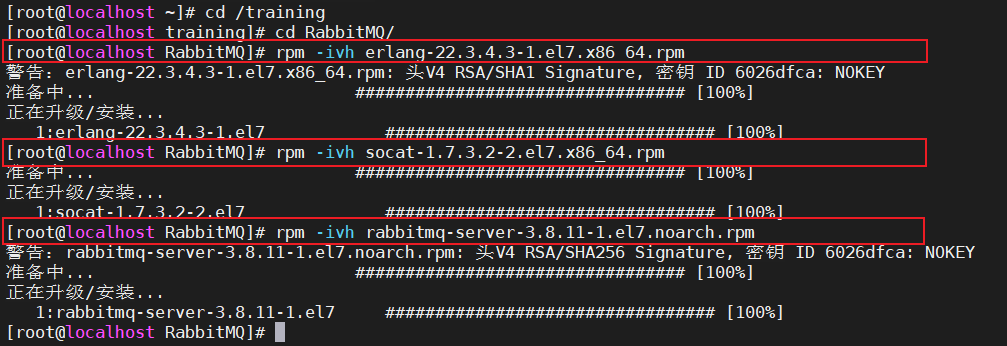 [root@localhost ~]# cd /training
[root@localhost training]# cd RabbitMQ/
[root@localhost RabbitMQ]# rpm -ivh erlang-22.3.4.3-1.el7.x86_64.rpm
警告：erlang-22.3.4.3-1.el7.x86_64.rpm: 头V4 RSA/SHA1 Signature, 密钥 ID 6026dfca: NOKEY
准备中... ################################# [100%]
正在升级/安装...
1:erlang-22.3.4.3-1.el7 ################################# [100%]
[root@localhost RabbitMQ]# rpm -ivh socat-1.7.3.2-2.el7.x86_64.rpm
准备中... ################################# [100%]
正在升级/安装...
1:socat-1.7.3.2-2.el7 ################################# [100%]
[root@localhost RabbitMQ]# rpm -ivh rabbitmq-server-3.8.11-1.el7.noarch.rpm
警告：rabbitmq-server-3.8.11-1.el7.noarch.rpm: 头V4 RSA/SHA256 Signature, 密钥 ID 6026dfca: NOKEY
准备中... ################################# [100%]
正在升级/安装...
1:rabbitmq-server-3.8.11-1.el7 ################################# [100%]
[root@localhost RabbitMQ]#